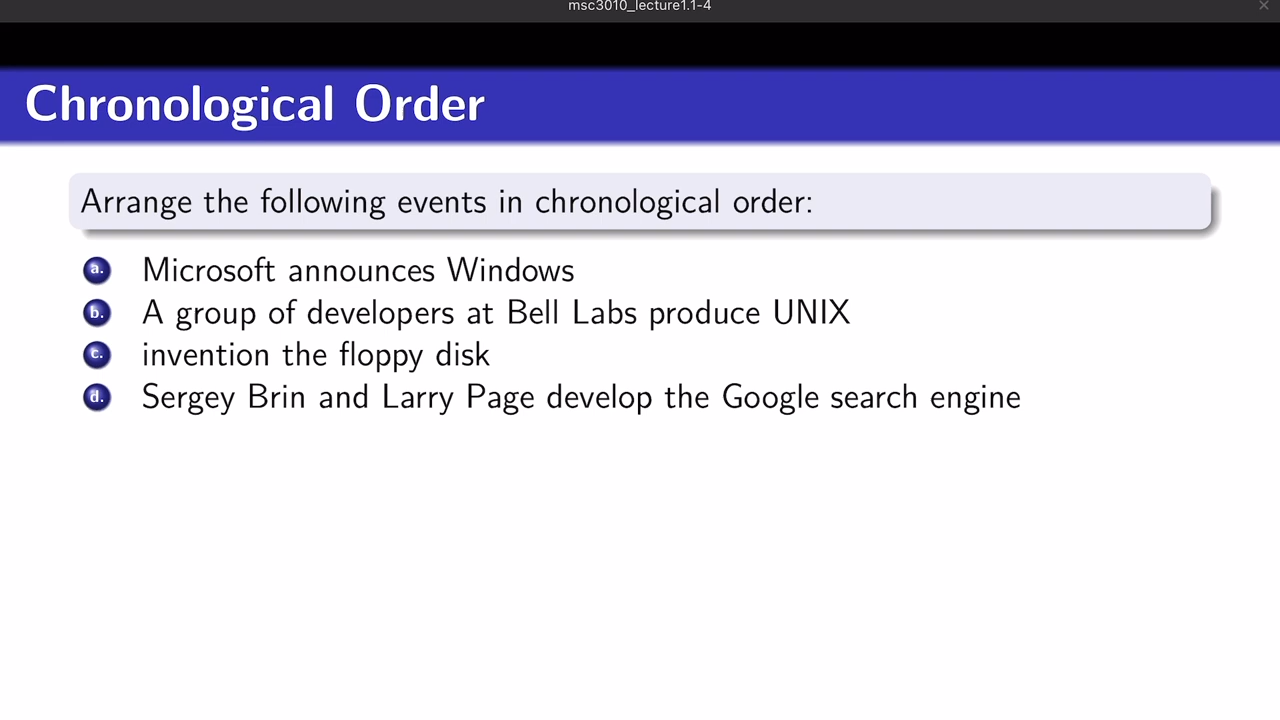 msc3010_lecture1.1-4
Chronological Order
Arrange the following events in chronological order:
a. Microsoft announces Windows
b. A group of developers at Bell Labs produce UNIX
c. invention the floppy disk
d. Sergey Brin and Larry Page develop the Google search engine